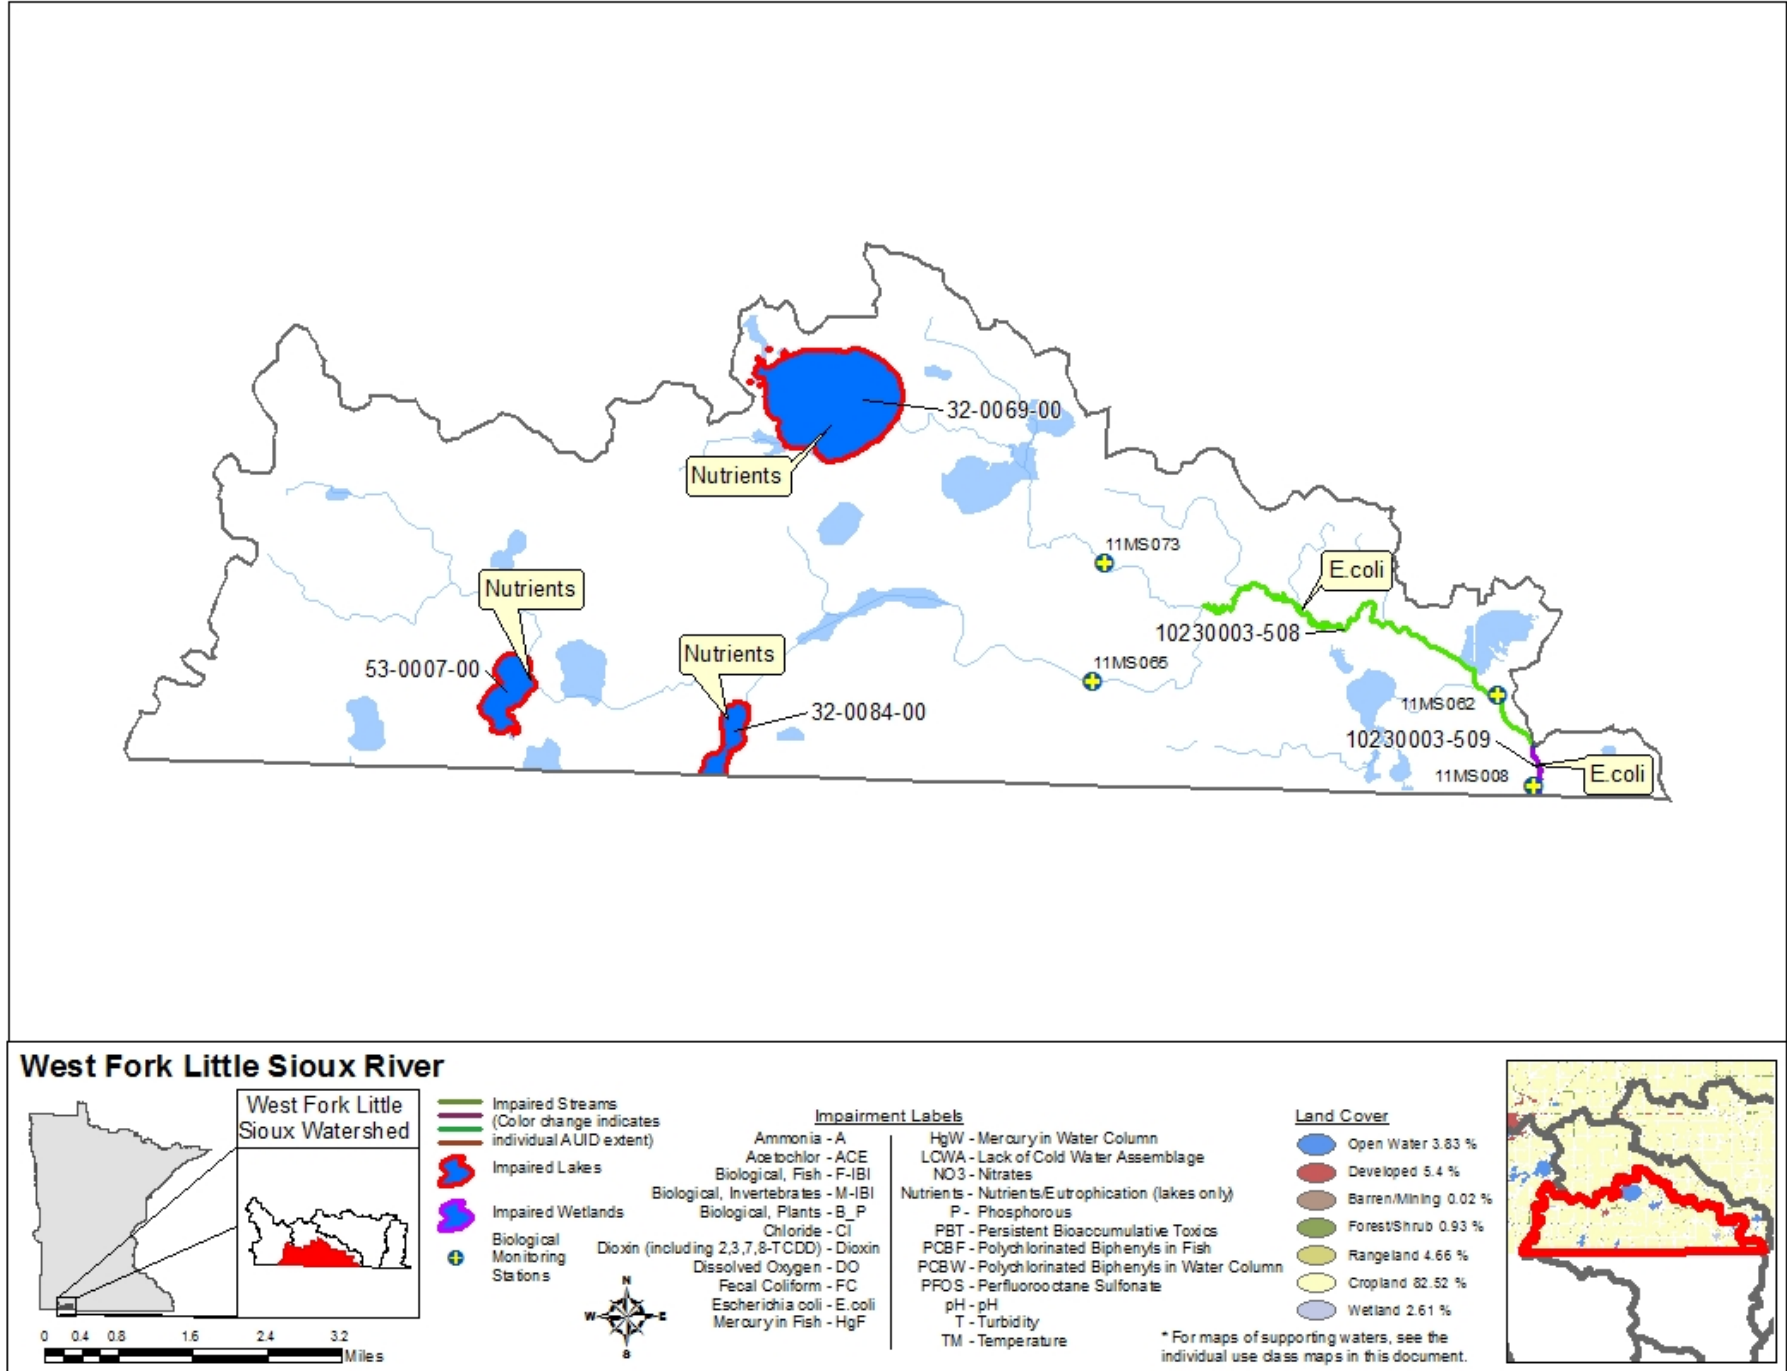 32-0069-00
Nutrients
11MS073
E.coli
Nutrients
10230003-508
Nutrients
53-0007-00
11MS065
32-0084-00
11MS062
10230003-509
11MS008
E.coli
West Fork Little Sioux River
West Fork Little
Sioux Watershed
0 0.4 0.8 1.6 2.4 3.2
Miles
Impaired Streams
(Color change indicates
individual AUID extent)
Impaired Lakes
Impaired Wetlands
Biological
Monitoring
Stations
N
W E
S
Impairment Labels
Ammonia - A
Acetochlor - ACE
Biological, Fish - F-IBI
Biological, Invertebrates - M-IBI
Biological, Plants - B_P
Chloride - Cl
Dioxin (including 2,3,7,8-TCDD) - Dioxin
Dissolved Oxygen - DO
Fecal Coliform - FC
Escherichia coli - E.coli
Mercury in Fish - HgF
HgW - Mercury in Water Column
LCWA - Lack of Cold Water Assemblage
NO3 - Nitrates
Nutrients - Nutrients/Eutrophication (lakes only)
P - Phosphorous
PBT - Persistent Bioaccumulative Toxics
PCBF - Polychlorinated Biphenyls in Fish
PCBW - Polychlorinated Biphenyls in Water Column
PFOS - Perfluorooctane Sulfonate
pH - pH
T - Turbidity
TM - Temperature
Land Cover
Open Water 3.83 %
Developed 5.4 %
Barren/Mining 0.02 %
Forest/Shrub 0.93 %
Rangeland 4.66 %
Cropland 82.52 %
Wetland 2.61 %
* For maps of supporting waters, see the
individual use class maps in this document.